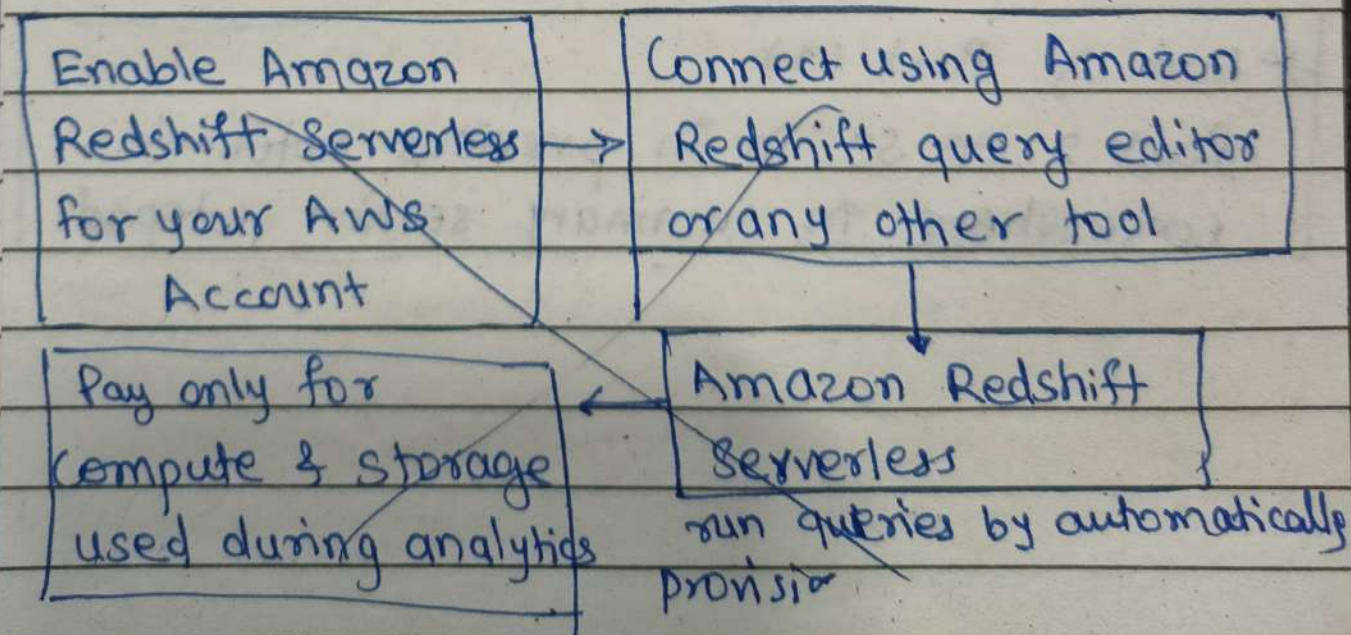 Enable Amazon
Redshift Serverless
for your AWS
Account
Connect using Amazon
Redshift query editor
or any other tool
Amazon Redshift
Serverless
run queries by automatically
provision
Pay only for
compute & storage
used during analytics